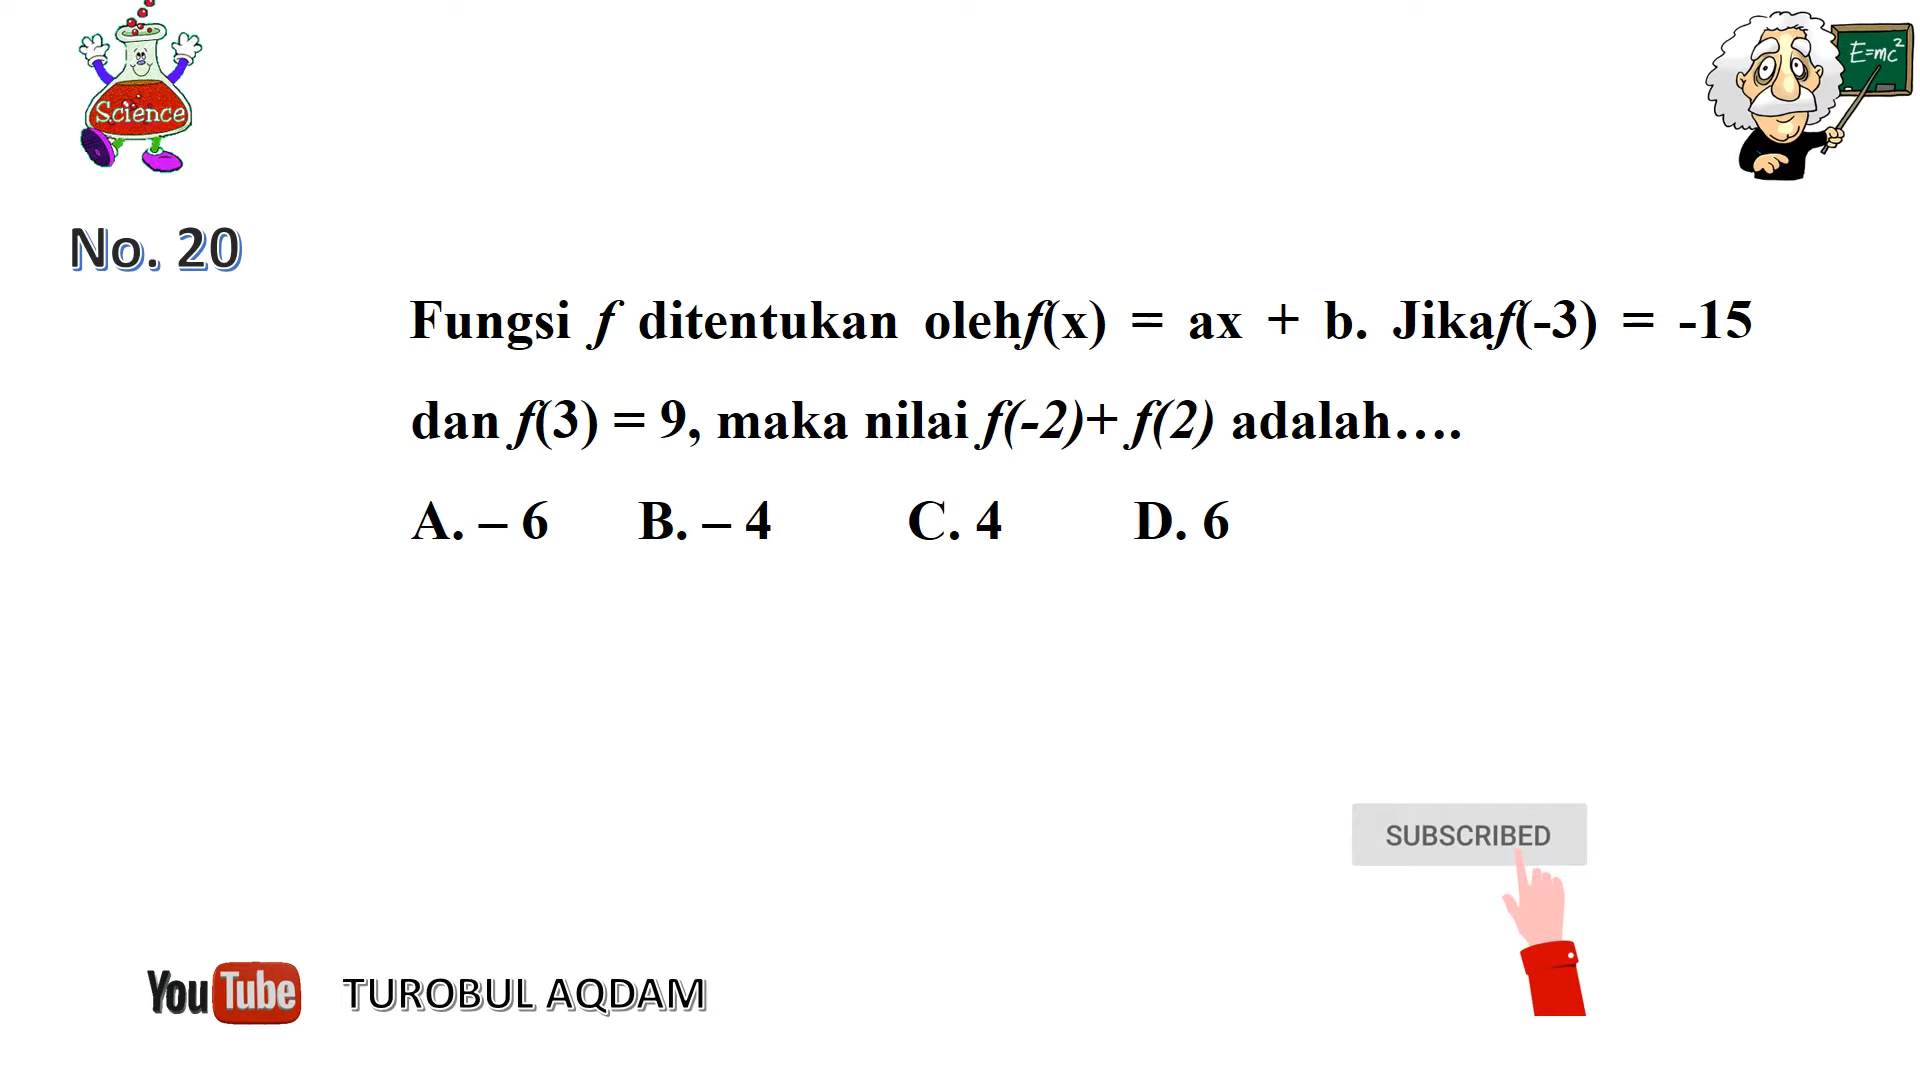 Science
E=mc²
No. 20
Fungsi f ditentukan olehf(x) = ax + b. Jikaf(-3) = -15
dan f(3) = 9, maka nilai f(-2)+ f(2) adalah….
A. – 6 B. – 4 C. 4 D. 6
SUBSCRIBED
YouTube TUROBUL AQDAM